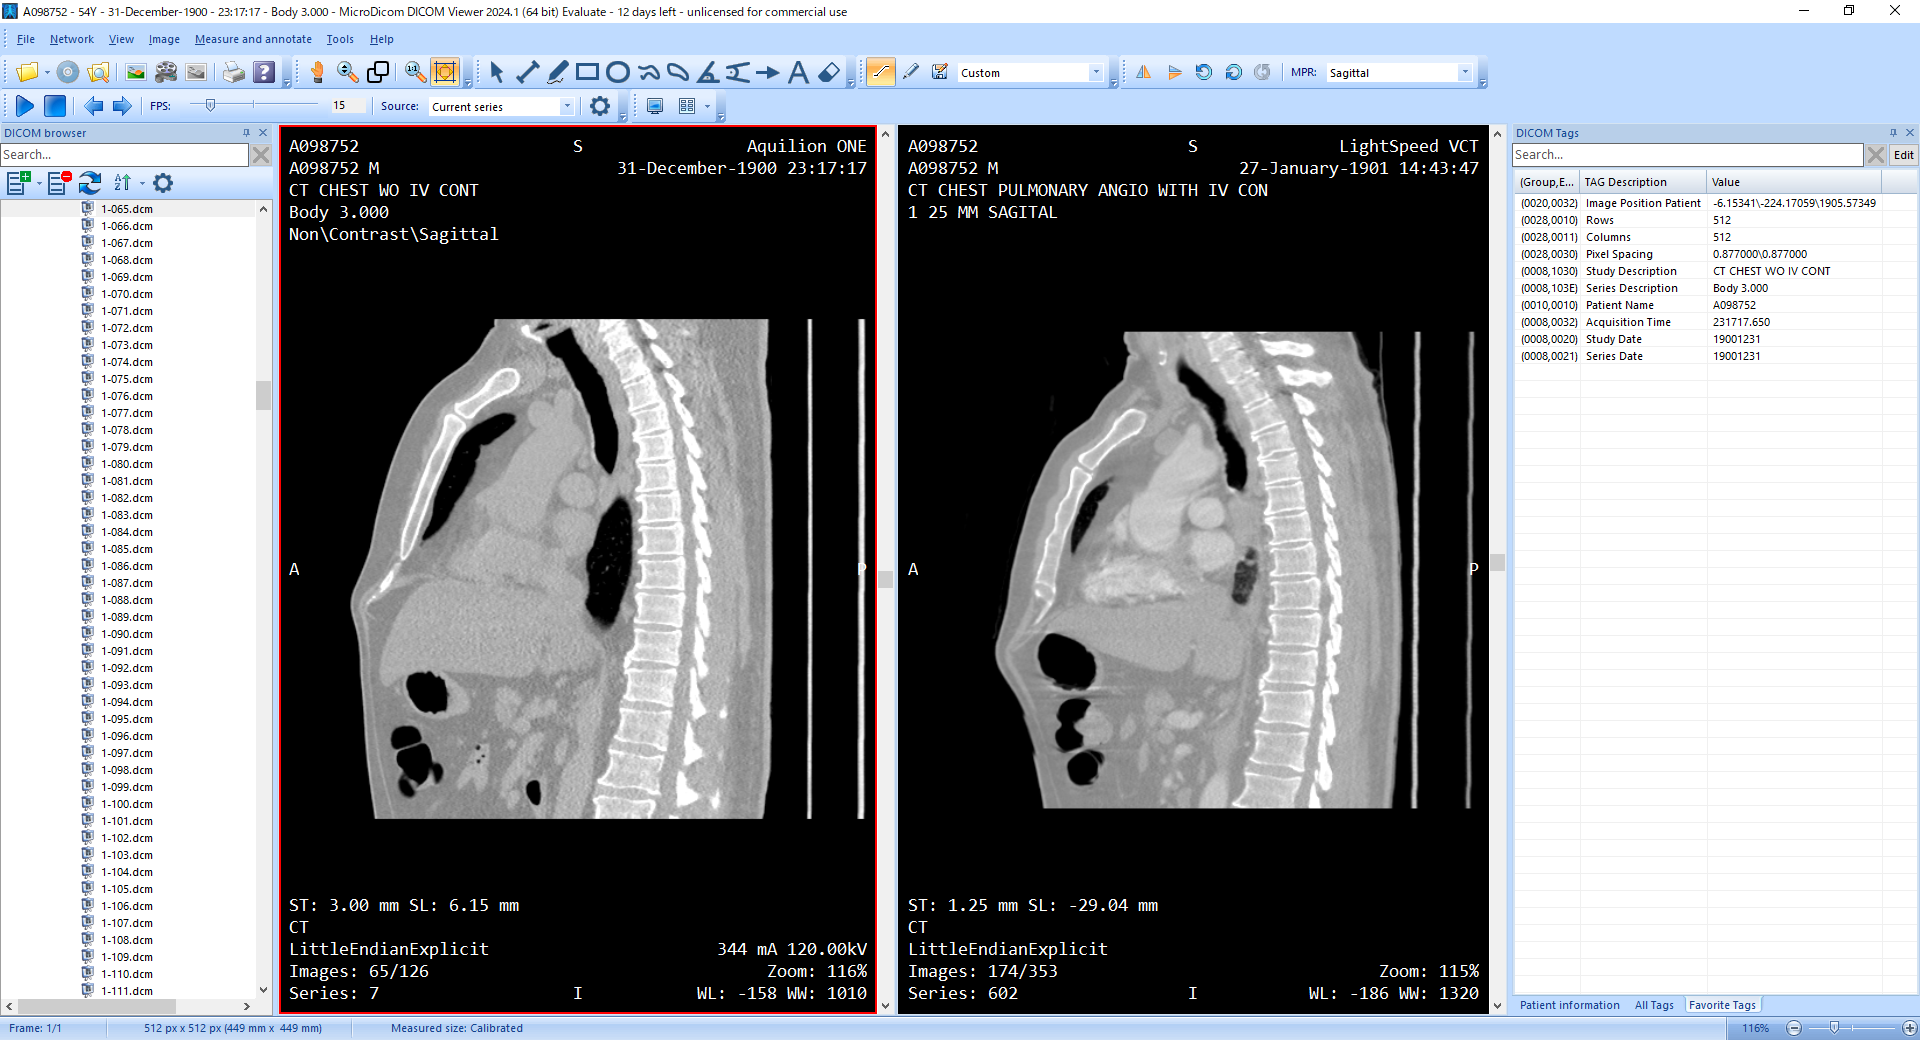 A098752 - 54Y - 31-December-1900 - 23:17:17 - Body 3.000 - MicroDicom DICOM Viewer 2024.1 (64 bit) Evaluate - 12 days left - unlicensed for commercial use
File Network View Image Measure and annotate Tools Help
1:1 Custom MPR: Sagittal
FPS: 15 Source: Current series
DICOM browser
Search...
1-065.dcm
1-066.dcm
1-067.dcm
1-068.dcm
1-069.dcm
1-070.dcm
1-071.dcm
1-072.dcm
1-073.dcm
1-074.dcm
1-075.dcm
1-076.dcm
1-077.dcm
1-078.dcm
1-079.dcm
1-080.dcm
1-081.dcm
1-082.dcm
1-083.dcm
1-084.dcm
1-085.dcm
1-086.dcm
1-087.dcm
1-088.dcm
1-089.dcm
1-090.dcm
1-091.dcm
1-092.dcm
1-093.dcm
1-094.dcm
1-095.dcm
1-096.dcm
1-097.dcm
1-098.dcm
1-099.dcm
1-100.dcm
1-101.dcm
1-102.dcm
1-103.dcm
1-104.dcm
1-105.dcm
1-106.dcm
1-107.dcm
1-108.dcm
1-109.dcm
1-110.dcm
1-111.dcm
A098752 S Aquilion ONE
A098752 M 31-December-1900 23:17:17
CT CHEST WO IV CONT
Body 3.000
Non\Contrast\Sagittal
A P
ST: 3.00 mm SL: 6.15 mm
CT
LittleEndianExplicit 344 mA 120.00kV
Images: 65/126 Zoom: 116%
Series: 7 I WL: -158 WW: 1010
A098752 S LightSpeed VCT
A098752 M 27-January-1901 14:43:47
CT CHEST PULMONARY ANGIO WITH IV CON
1 25 MM SAGITAL
A P
ST: 1.25 mm SL: -29.04 mm
CT
LittleEndianExplicit
Images: 174/353 Zoom: 115%
Series: 602 I WL: -186 WW: 1320
DICOM Tags
Search... Edit
(Group,E... TAG Description Value
(0020,0032) Image Position Patient -6.15341\-224.17059\1905.57349
(0028,0010) Rows 512
(0028,0011) Columns 512
(0028,0030) Pixel Spacing 0.877000\0.877000
(0008,1030) Study Description CT CHEST WO IV CONT
(0008,103E) Series Description Body 3.000
(0010,0010) Patient Name A098752
(0008,0032) Acquisition Time 231717.650
(0008,0020) Study Date 19001231
(0008,0021) Series Date 19001231
Patient information All Tags Favorite Tags
Frame: 1/1 512 px x 512 px (449 mm x 449 mm) Measured size: Calibrated 116%